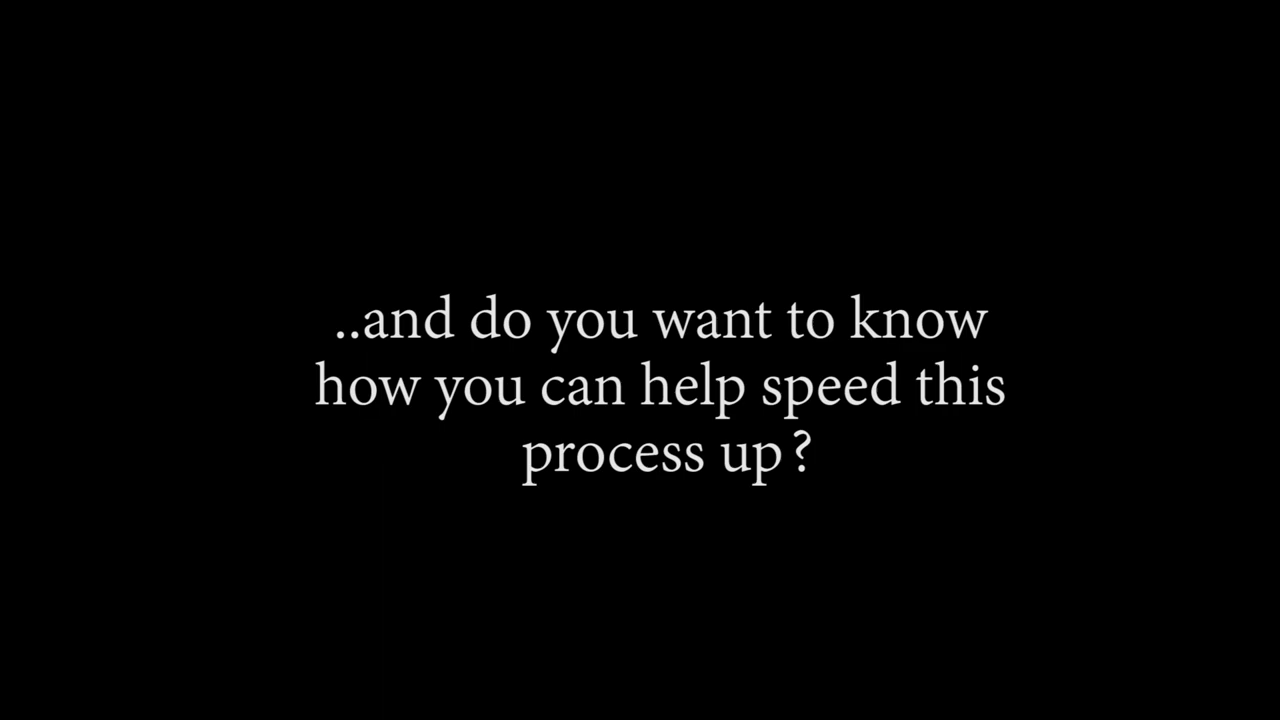 ..and do you want to know
how you can help speed this
process up?